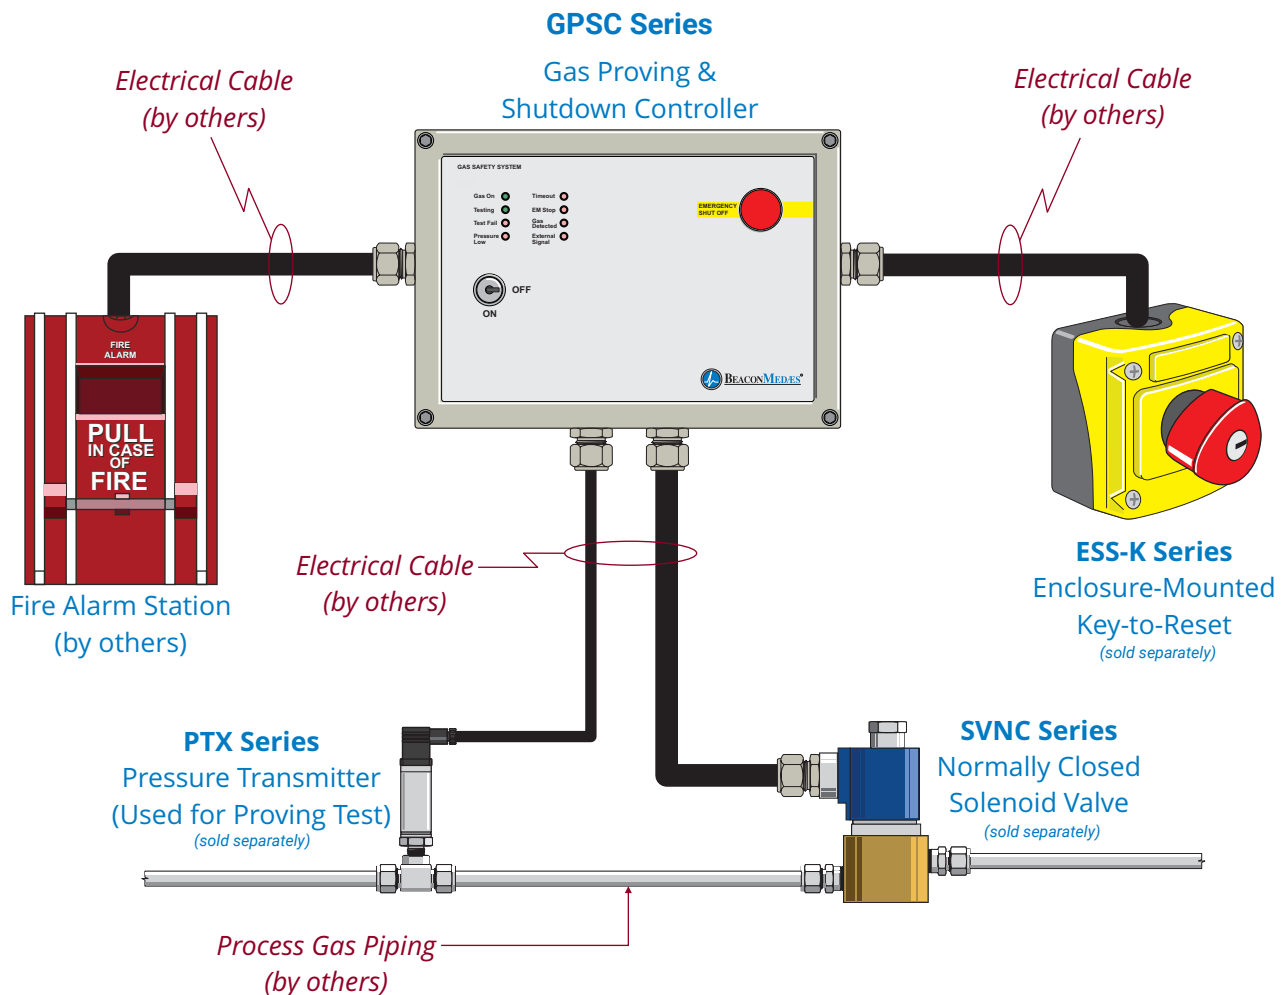 GPSC Series
Gas Proving &
Shutdown Controller
Electrical Cable
(by others)
Electrical Cable
(by others)
GAS SAFETY SYSTEM
Gas On
Timeout
Testing
EM Stop
Test Fail
Gas
Detected
Pressure
Low
External
Signal
EMERGENCY
SHUT OFF
OFF
ON
BEACONMEDÆS®
FIRE
ALARM
PULL
IN CASE
OF
FIRE
Fire Alarm Station
(by others)
Electrical Cable
(by others)
ESS-K Series
Enclosure-Mounted
Key-to-Reset
(sold separately)
PTX Series
Pressure Transmitter
(Used for Proving Test)
(sold separately)
SVNC Series
Normally Closed
Solenoid Valve
(sold separately)
Process Gas Piping
(by others)